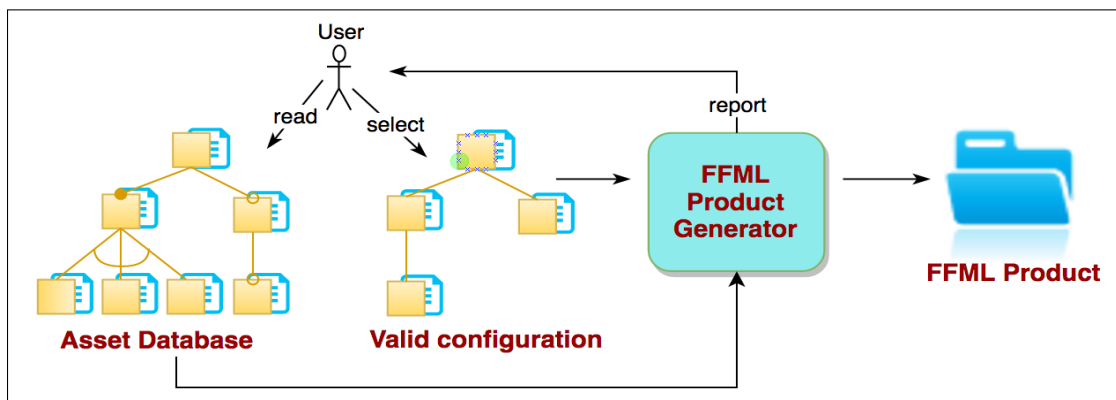 User
read
select
report
FFML
Product
Generator
FFML Product
Asset Database
Valid configuration